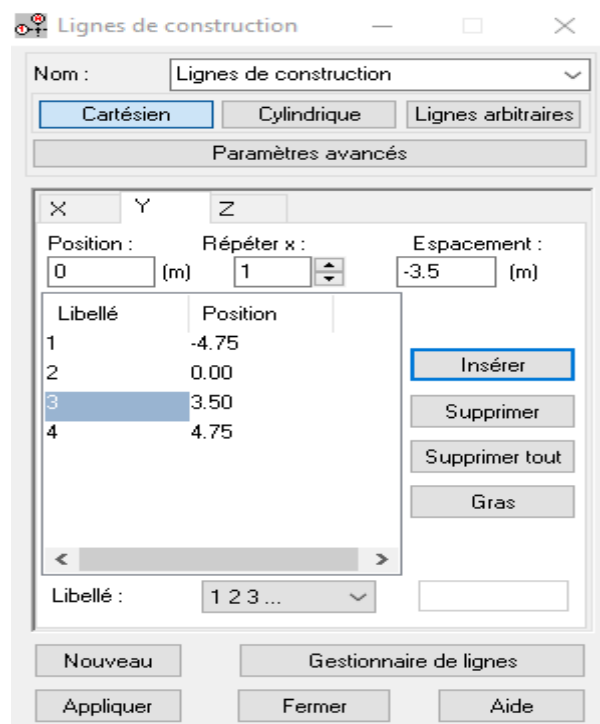 Lignes de construction
Nom : Lignes de construction
Cartésien Cylindrique Lignes arbitraires
Paramètres avancés
X Y Z
Position : Répéter x : Espacement :
0 (m) 1 -3.5 (m)
Libellé Position
1 -4.75
2 0.00
3 3.50
4 4.75
Insérer
Supprimer
Supprimer tout
Gras
Libellé : 1 2 3 ...
Nouveau Gestionnaire de lignes
Appliquer Fermer Aide